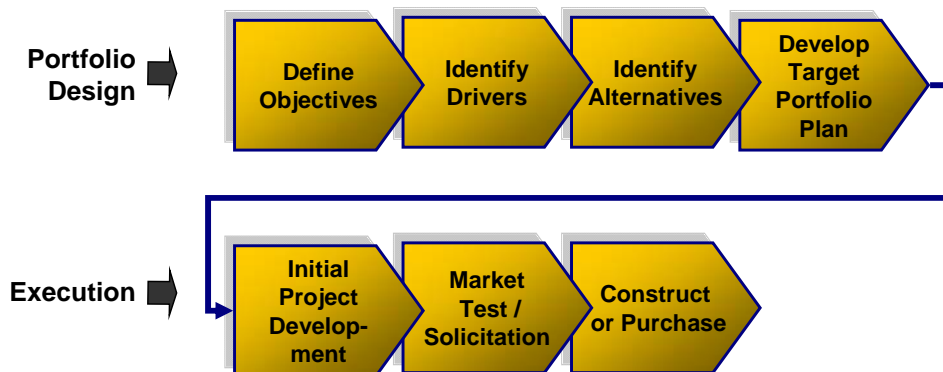 Portfolio
Design
Define
Objectives
Identify
Drivers
Identify
Alternatives
Develop
Target
Portfolio
Plan
Execution
Initial
Project
Develop-
ment
Market
Test /
Solicitation
Construct
or Purchase